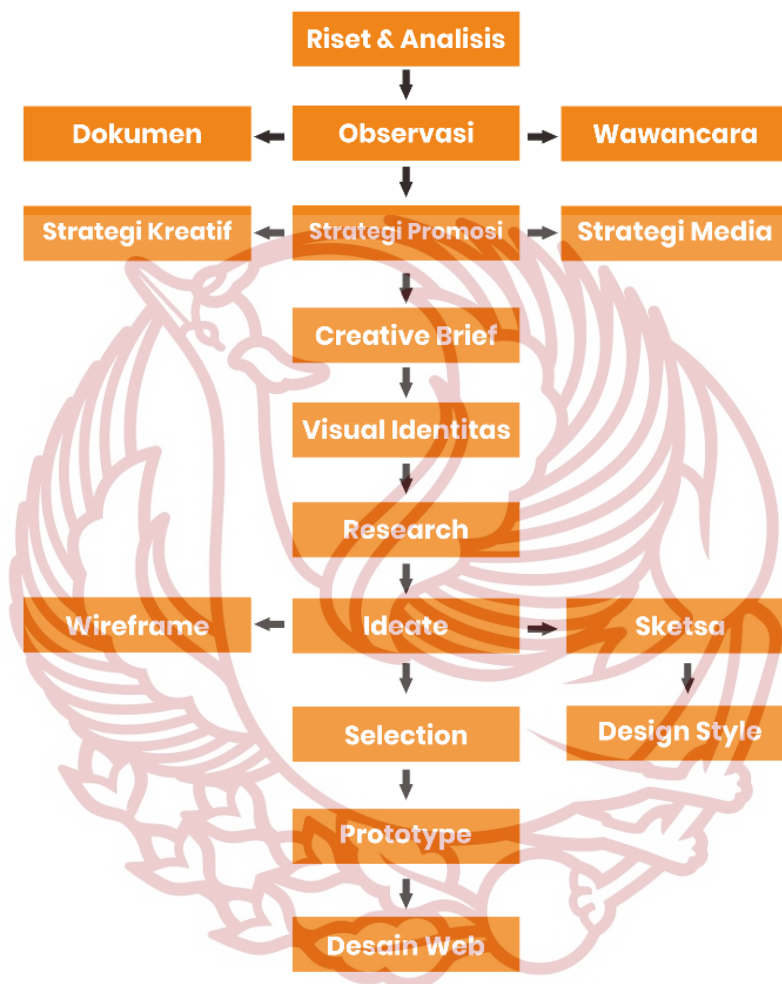 Riset & Analisis
Dokumen
Observasi
Wawancara
Strategi Kreatif
Strategi Promosi
Strategi Media
Creative Brief
Visual Identitas
Research
Wireframe
Ideate
Sketsa
Selection
Design Style
Prototype
Desain Web